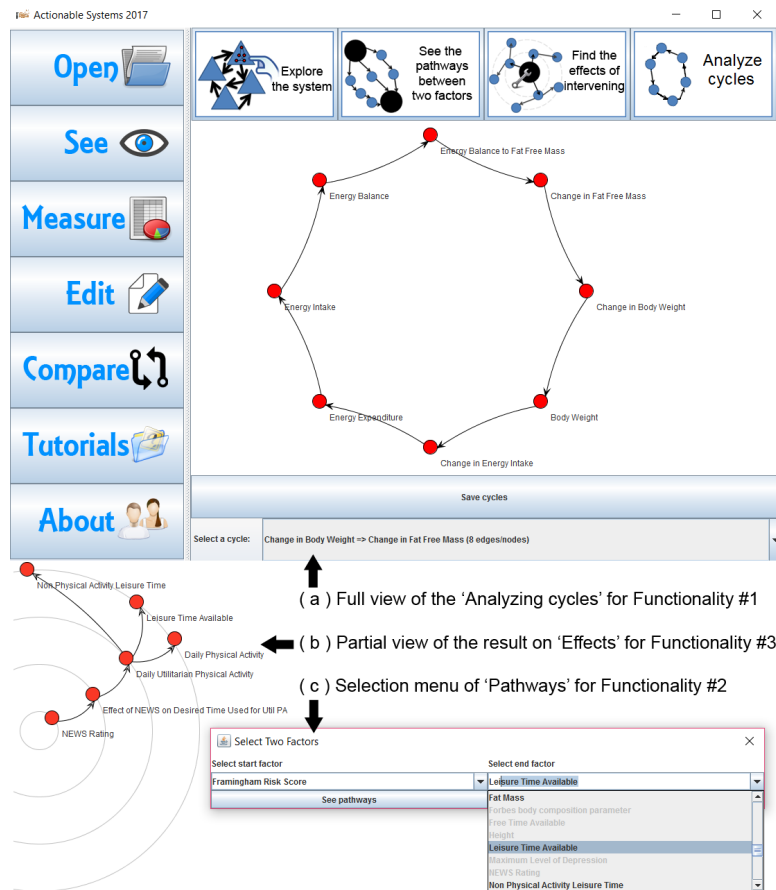 Actionable Systems 2017
Open
See
Measure
Edit
Compare
Tutorials
About
Explore
the system
See the
pathways
between
two factors
Find the
effects of
intervening
Analyze
cycles
Energy Balance to Fat Free Mass
Energy Balance
Change in Fat Free Mass
Energy Intake
Change in Body Weight
Energy Expenditure
Body Weight
Change in Energy Intake
Save cycles
Select a cycle:
Change in Body Weight => Change in Fat Free Mass (8 edges/nodes)
Non Physical Activity Leisure Time
Leisure Time Available
Daily Physical Activity
Daily Utilitarian Physical Activity
Effect of NEWS on Desired Time Used for Util PA
NEWS Rating
( a ) Full view of the ‘Analyzing cycles’ for Functionality #1
( b ) Partial view of the result on ‘Effects’ for Functionality #3
( c ) Selection menu of ‘Pathways’ for Functionality #2
Select Two Factors
Select start factor
Select end factor
Framingham Risk Score
Leisure Time Available
See pathways
Fat Mass
Forbes body composition parameter
Free Time Available
Height
Leisure Time Available
Maximum Level of Depression
NEWS Rating
Non Physical Activity Leisure Time